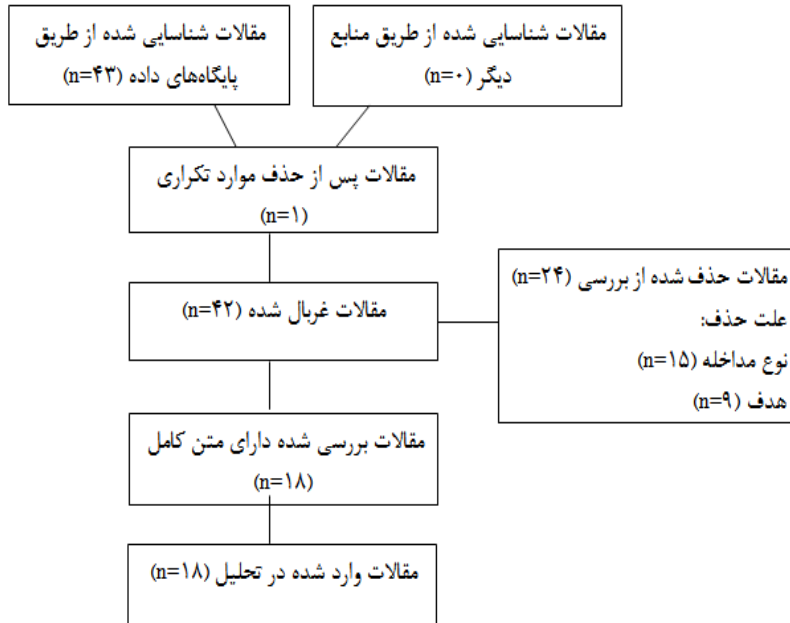 مقالات شناسایی شده از طریق منابع
دیگر (n=۰)
مقالات شناسایی شده از طریق
پایگاه‌های داده (n=۴۳)
مقالات پس از حذف موارد تکراری
(n=۱)
مقالات غربال شده (n=۴۲)
مقالات حذف شده از بررسی (n=۲۴)
علت حذف:
نوع مداخله (n=۱۵)
هدف (n=۹)
مقالات بررسی شده دارای متن کامل
(n=۱۸)
مقالات وارد شده در تحلیل (n=۱۸)